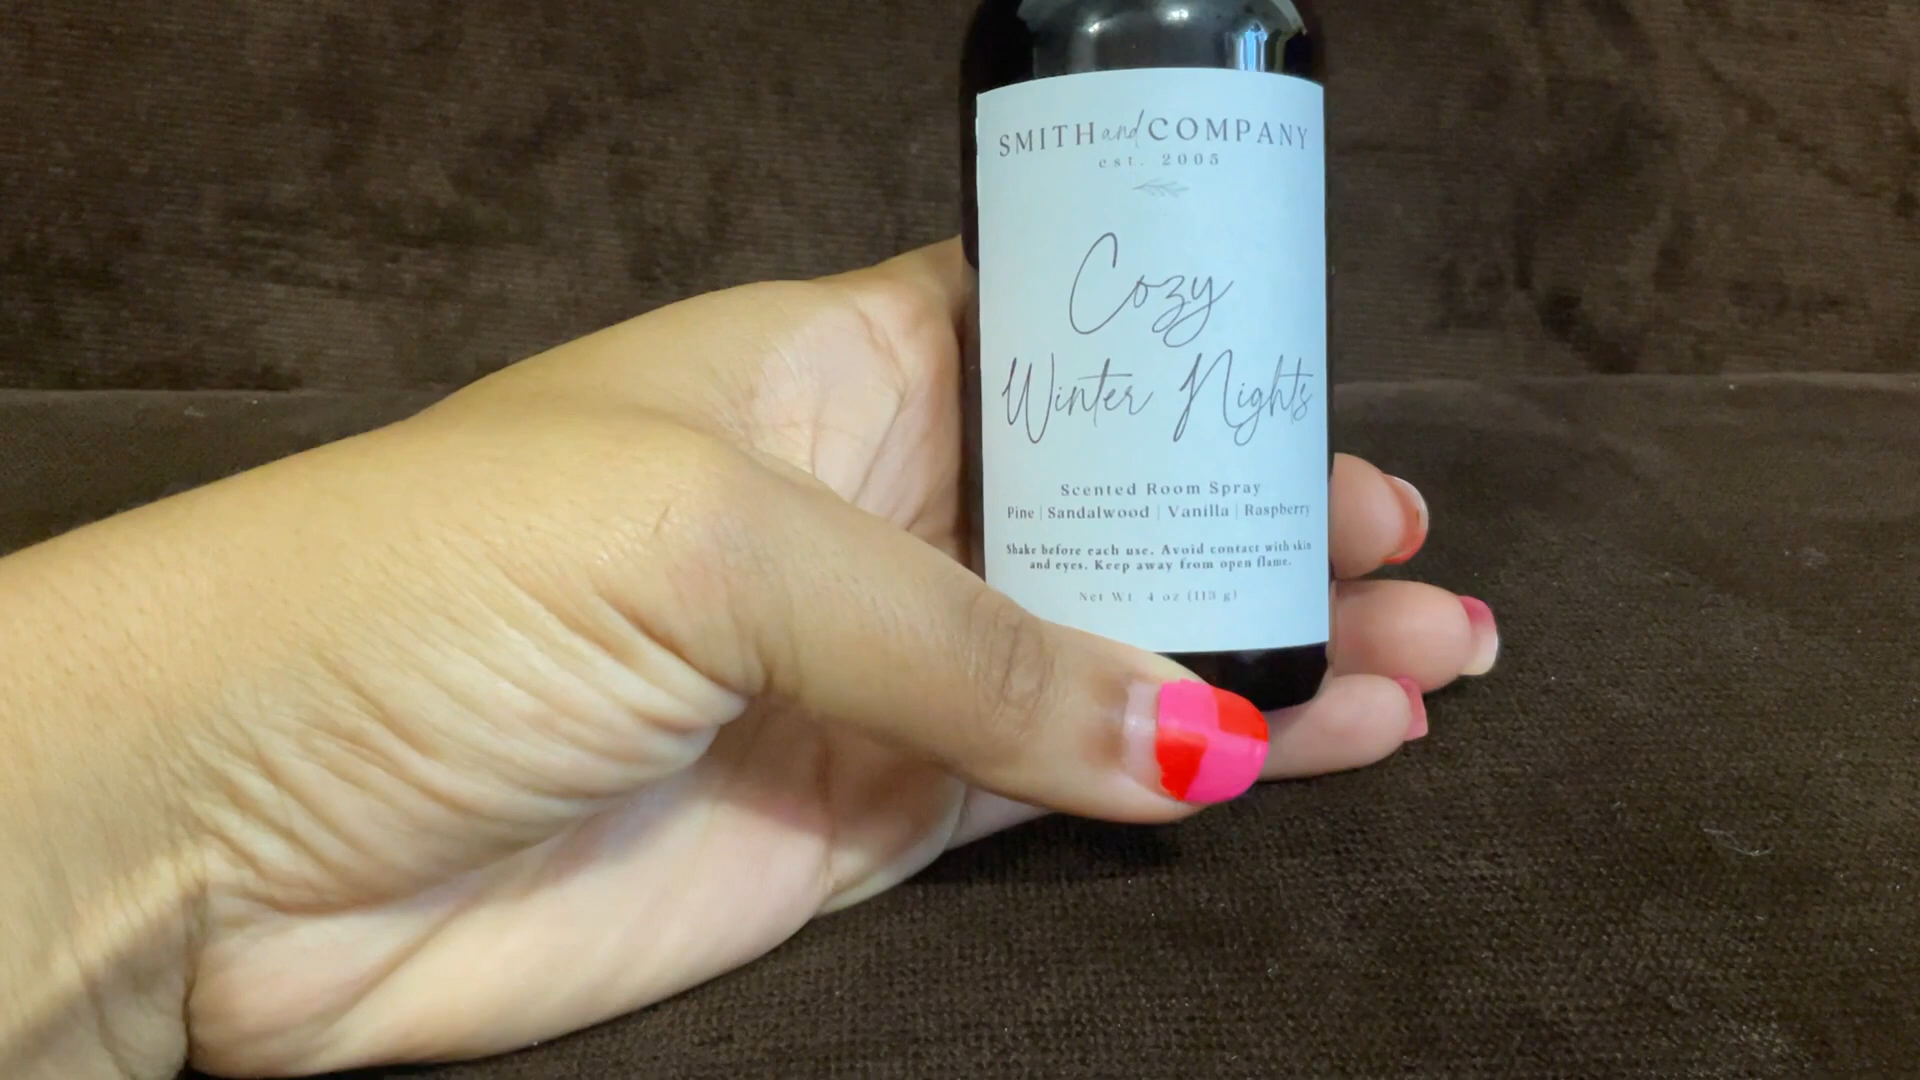 SMITH and COMPANY
est. 2005
Cozy
Winter Nights
Scented Room Spray
Pine | Sandalwood | Vanilla | Raspberry
Shake before each use. Avoid contact with skin
and eyes. Keep away from open flame.
Net Wt. 4 oz (113 g)